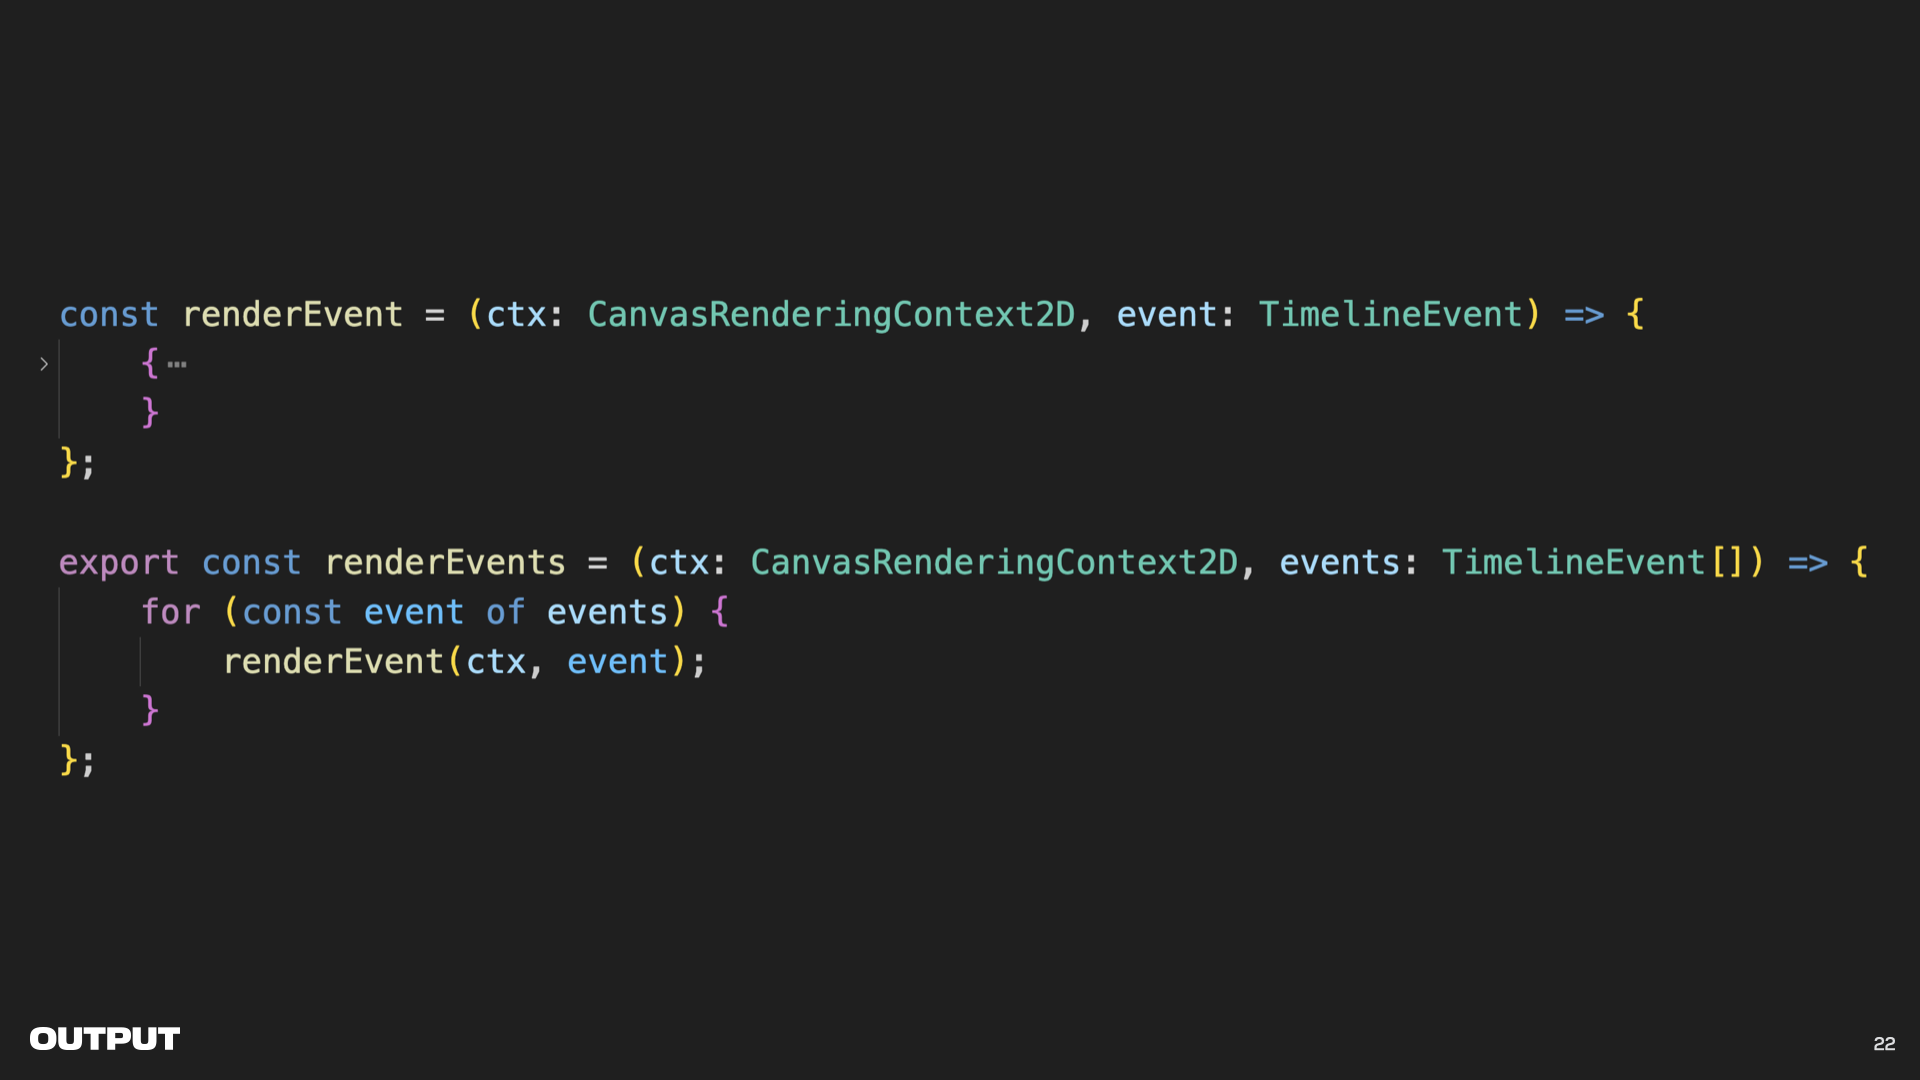 const renderEvent = (ctx: CanvasRenderingContext2D, event: TimelineEvent) => {
    {⋯
    }
};

export const renderEvents = (ctx: CanvasRenderingContext2D, events: TimelineEvent[]) => {
    for (const event of events) {
        renderEvent(ctx, event);
    }
};
OUTPUT
22